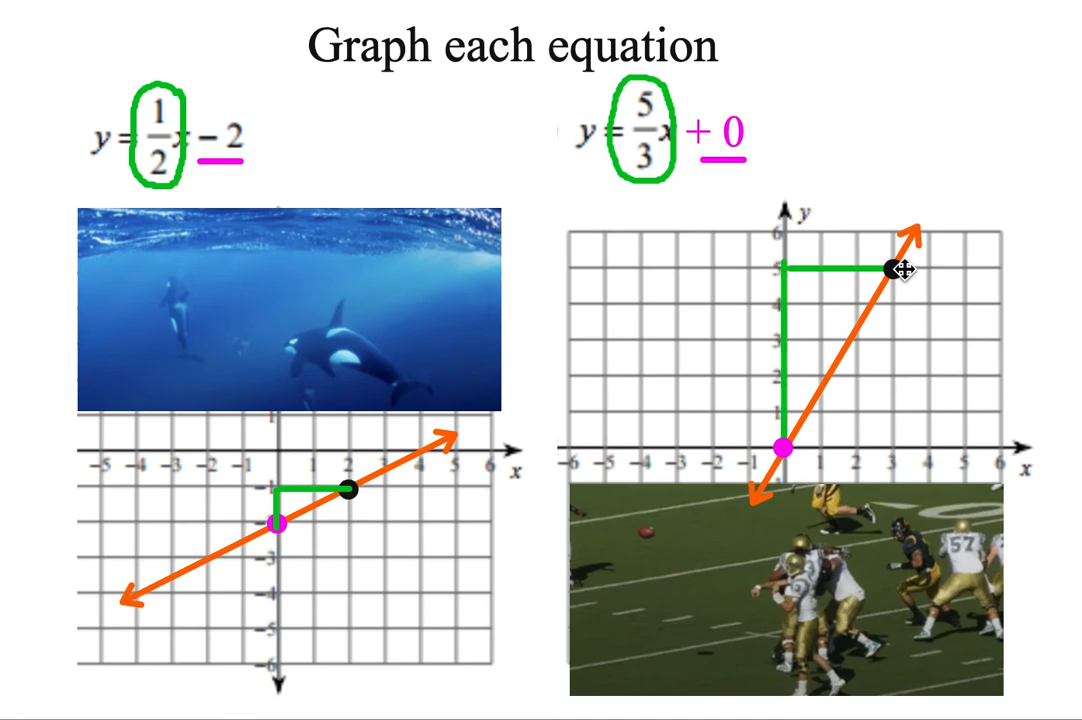 Graph each equation
y = 1/2 x - 2
y = 5/3 x + 0
y
6
5
4
3
2
1
1
-5 -4 -3 -2 -1 1 2 3 4 5 6
x
-6 -5 -4 -3 -2 -1 1 2 3 4 5 6
x
-1
-3
-4
-5
-6
57